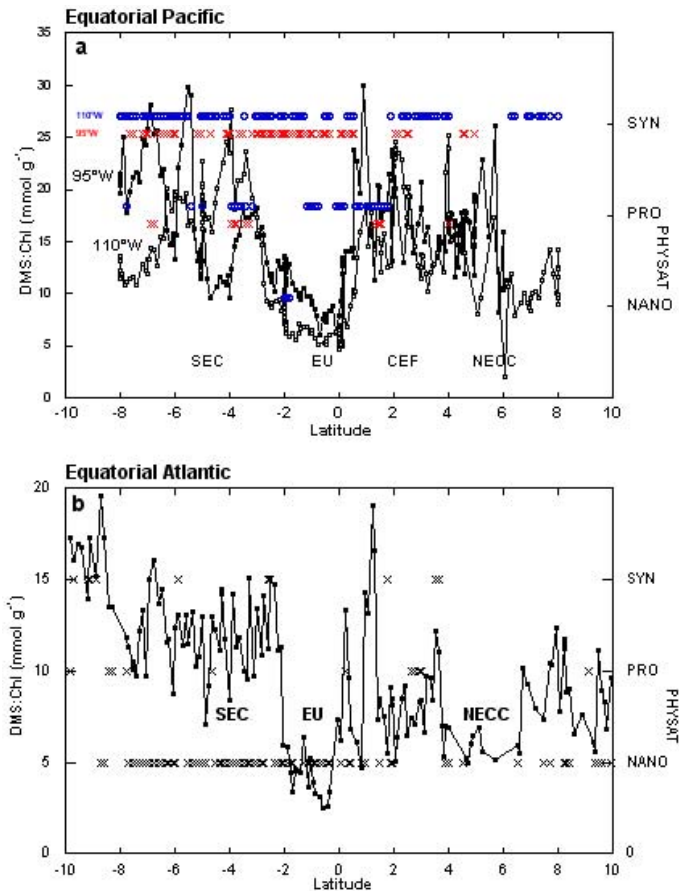 Equatorial Pacific
a
35
30
25
20
15
10
5
0
DMS:Chl (mmol g⁻¹)
110°W
95°W
95°W
110°W
SYN
PRO
NANO
PHYSAT
SEC
EU
CEF
NECC
-10 -8 -6 -4 -2 0 2 4 6 8 10
Latitude
Equatorial Atlantic
b
20
15
10
5
0
DMS:Chl (mmol g⁻¹)
SYN
PRO
NANO
0
PHYSAT
SEC
EU
NECC
-10 -8 -6 -4 -2 0 2 4 6 8 10
Latitude